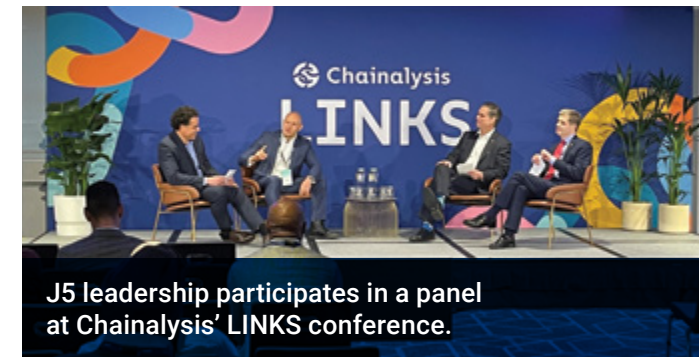 Chainalysis
LINKS
J5 leadership participates in a panel
at Chainalysis’ LINKS conference.